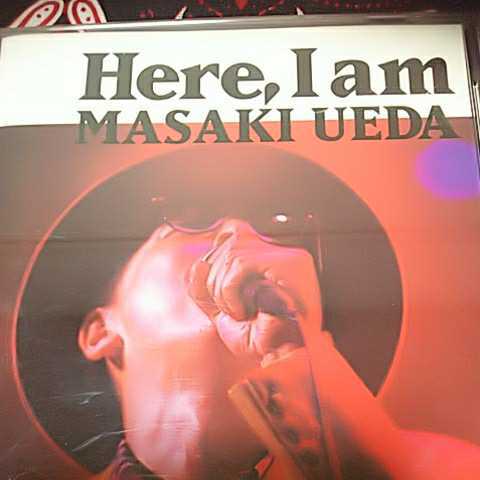 Here, I am
MASAKI UEDA